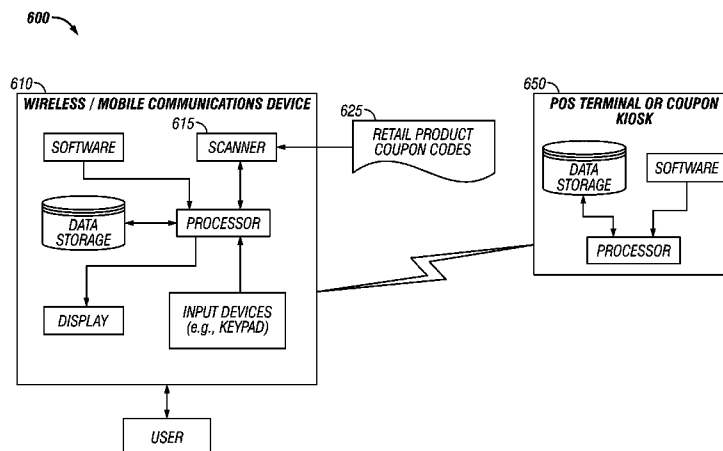 600
610
WIRELESS / MOBILE COMMUNICATIONS DEVICE
615
SOFTWARE
SCANNER
DATA
STORAGE
PROCESSOR
DISPLAY
INPUT DEVICES
(e.g., KEYPAD)
USER
625
RETAIL PRODUCT
COUPON CODES
650
POS TERMINAL OR COUPON
KIOSK
DATA
STORAGE
SOFTWARE
PROCESSOR